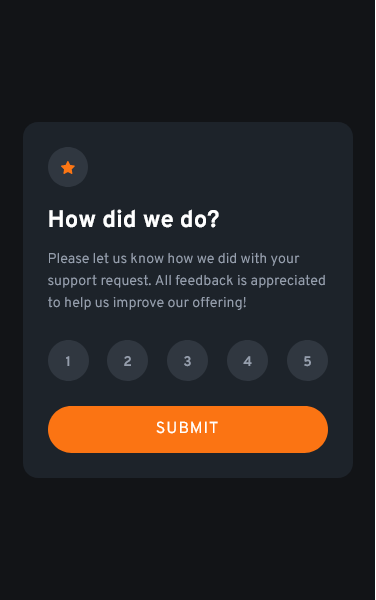 How did we do?
Please let us know how we did with your
support request. All feedback is appreciated
to help us improve our offering!
1 2 3 4 5
SUBMIT